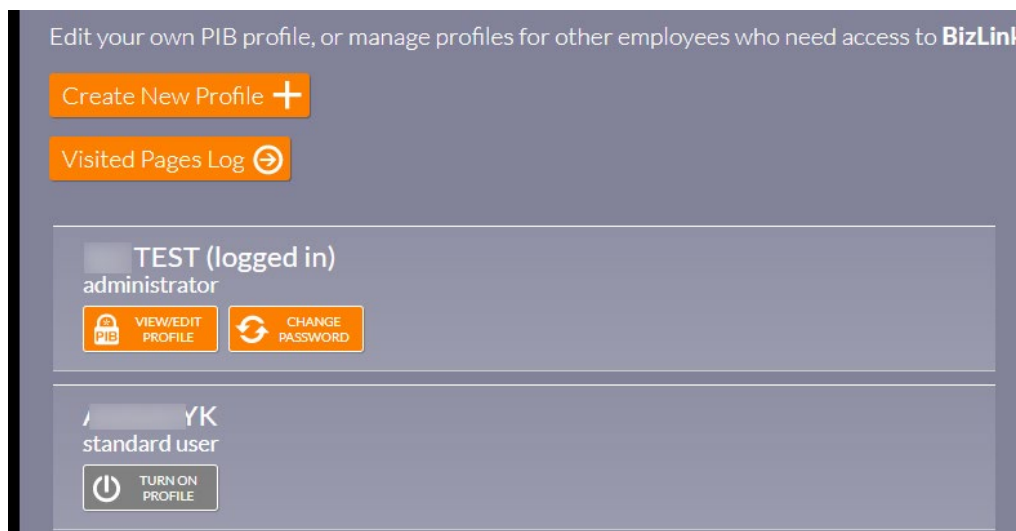 Edit your own PIB profile, or manage profiles for other employees who need access to BizLink
Create New Profile
Visited Pages Log
TEST (logged in)
administrator
PIB
VIEW/EDIT
PROFILE
CHANGE
PASSWORD
YK
standard user
TURN ON
PROFILE